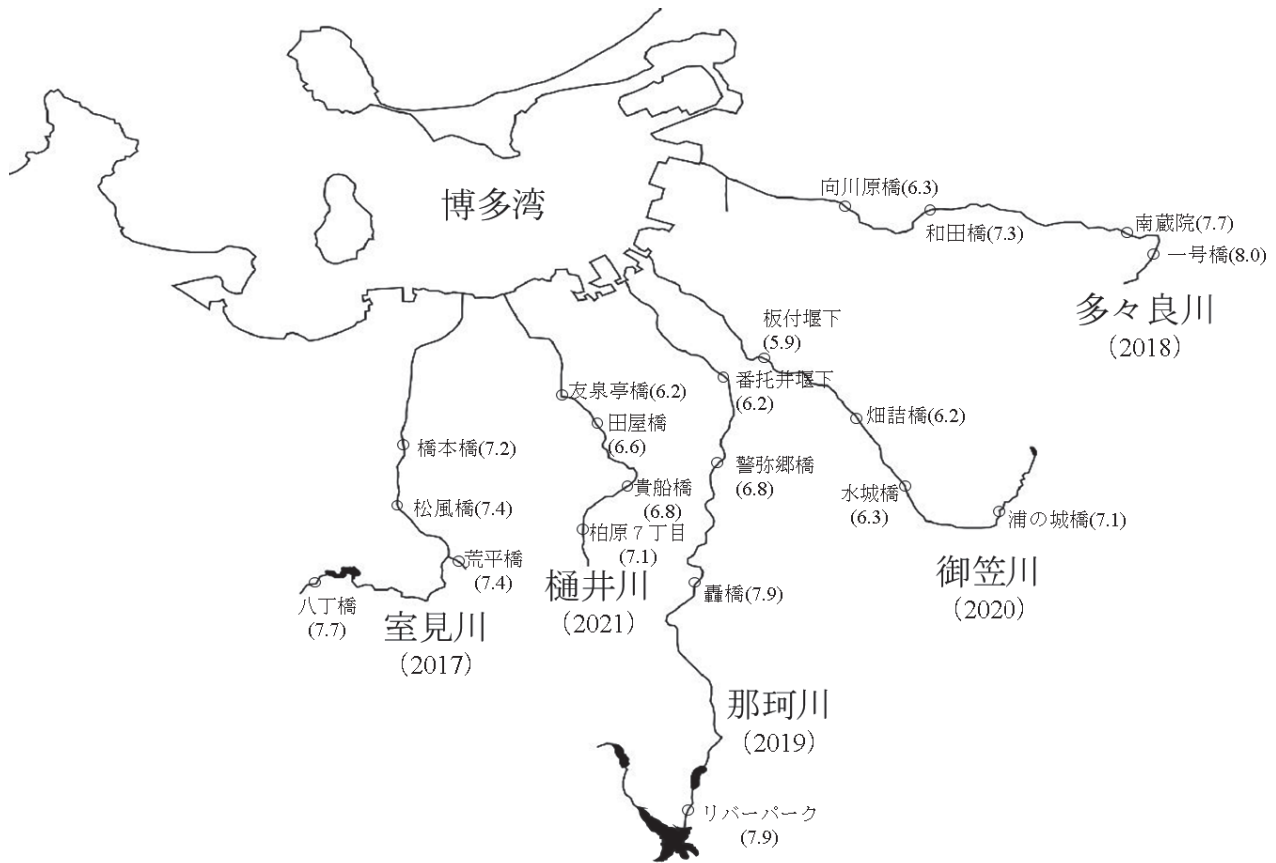 博多湾
向川原橋(6.3)
和田橋(7.3)
南蔵院(7.7)
一号橋(8.0)
多々良川
（2018）
板付堰下
(5.9)
畑詰橋(6.2)
水城橋
(6.3)
浦の城橋(7.1)
御笠川
（2020）
番托井堰下
(6.2)
警弥郷橋
(6.8)
轟橋(7.9)
那珂川
（2019）
リバーパーク
(7.9)
友泉亭橋(6.2)
田屋橋
(6.6)
貴船橋
(6.8)
柏原７丁目
(7.1)
樋井川
（2021）
橋本橋(7.2)
松風橋(7.4)
荒平橋
(7.4)
八丁橋
(7.7)
室見川
（2017）